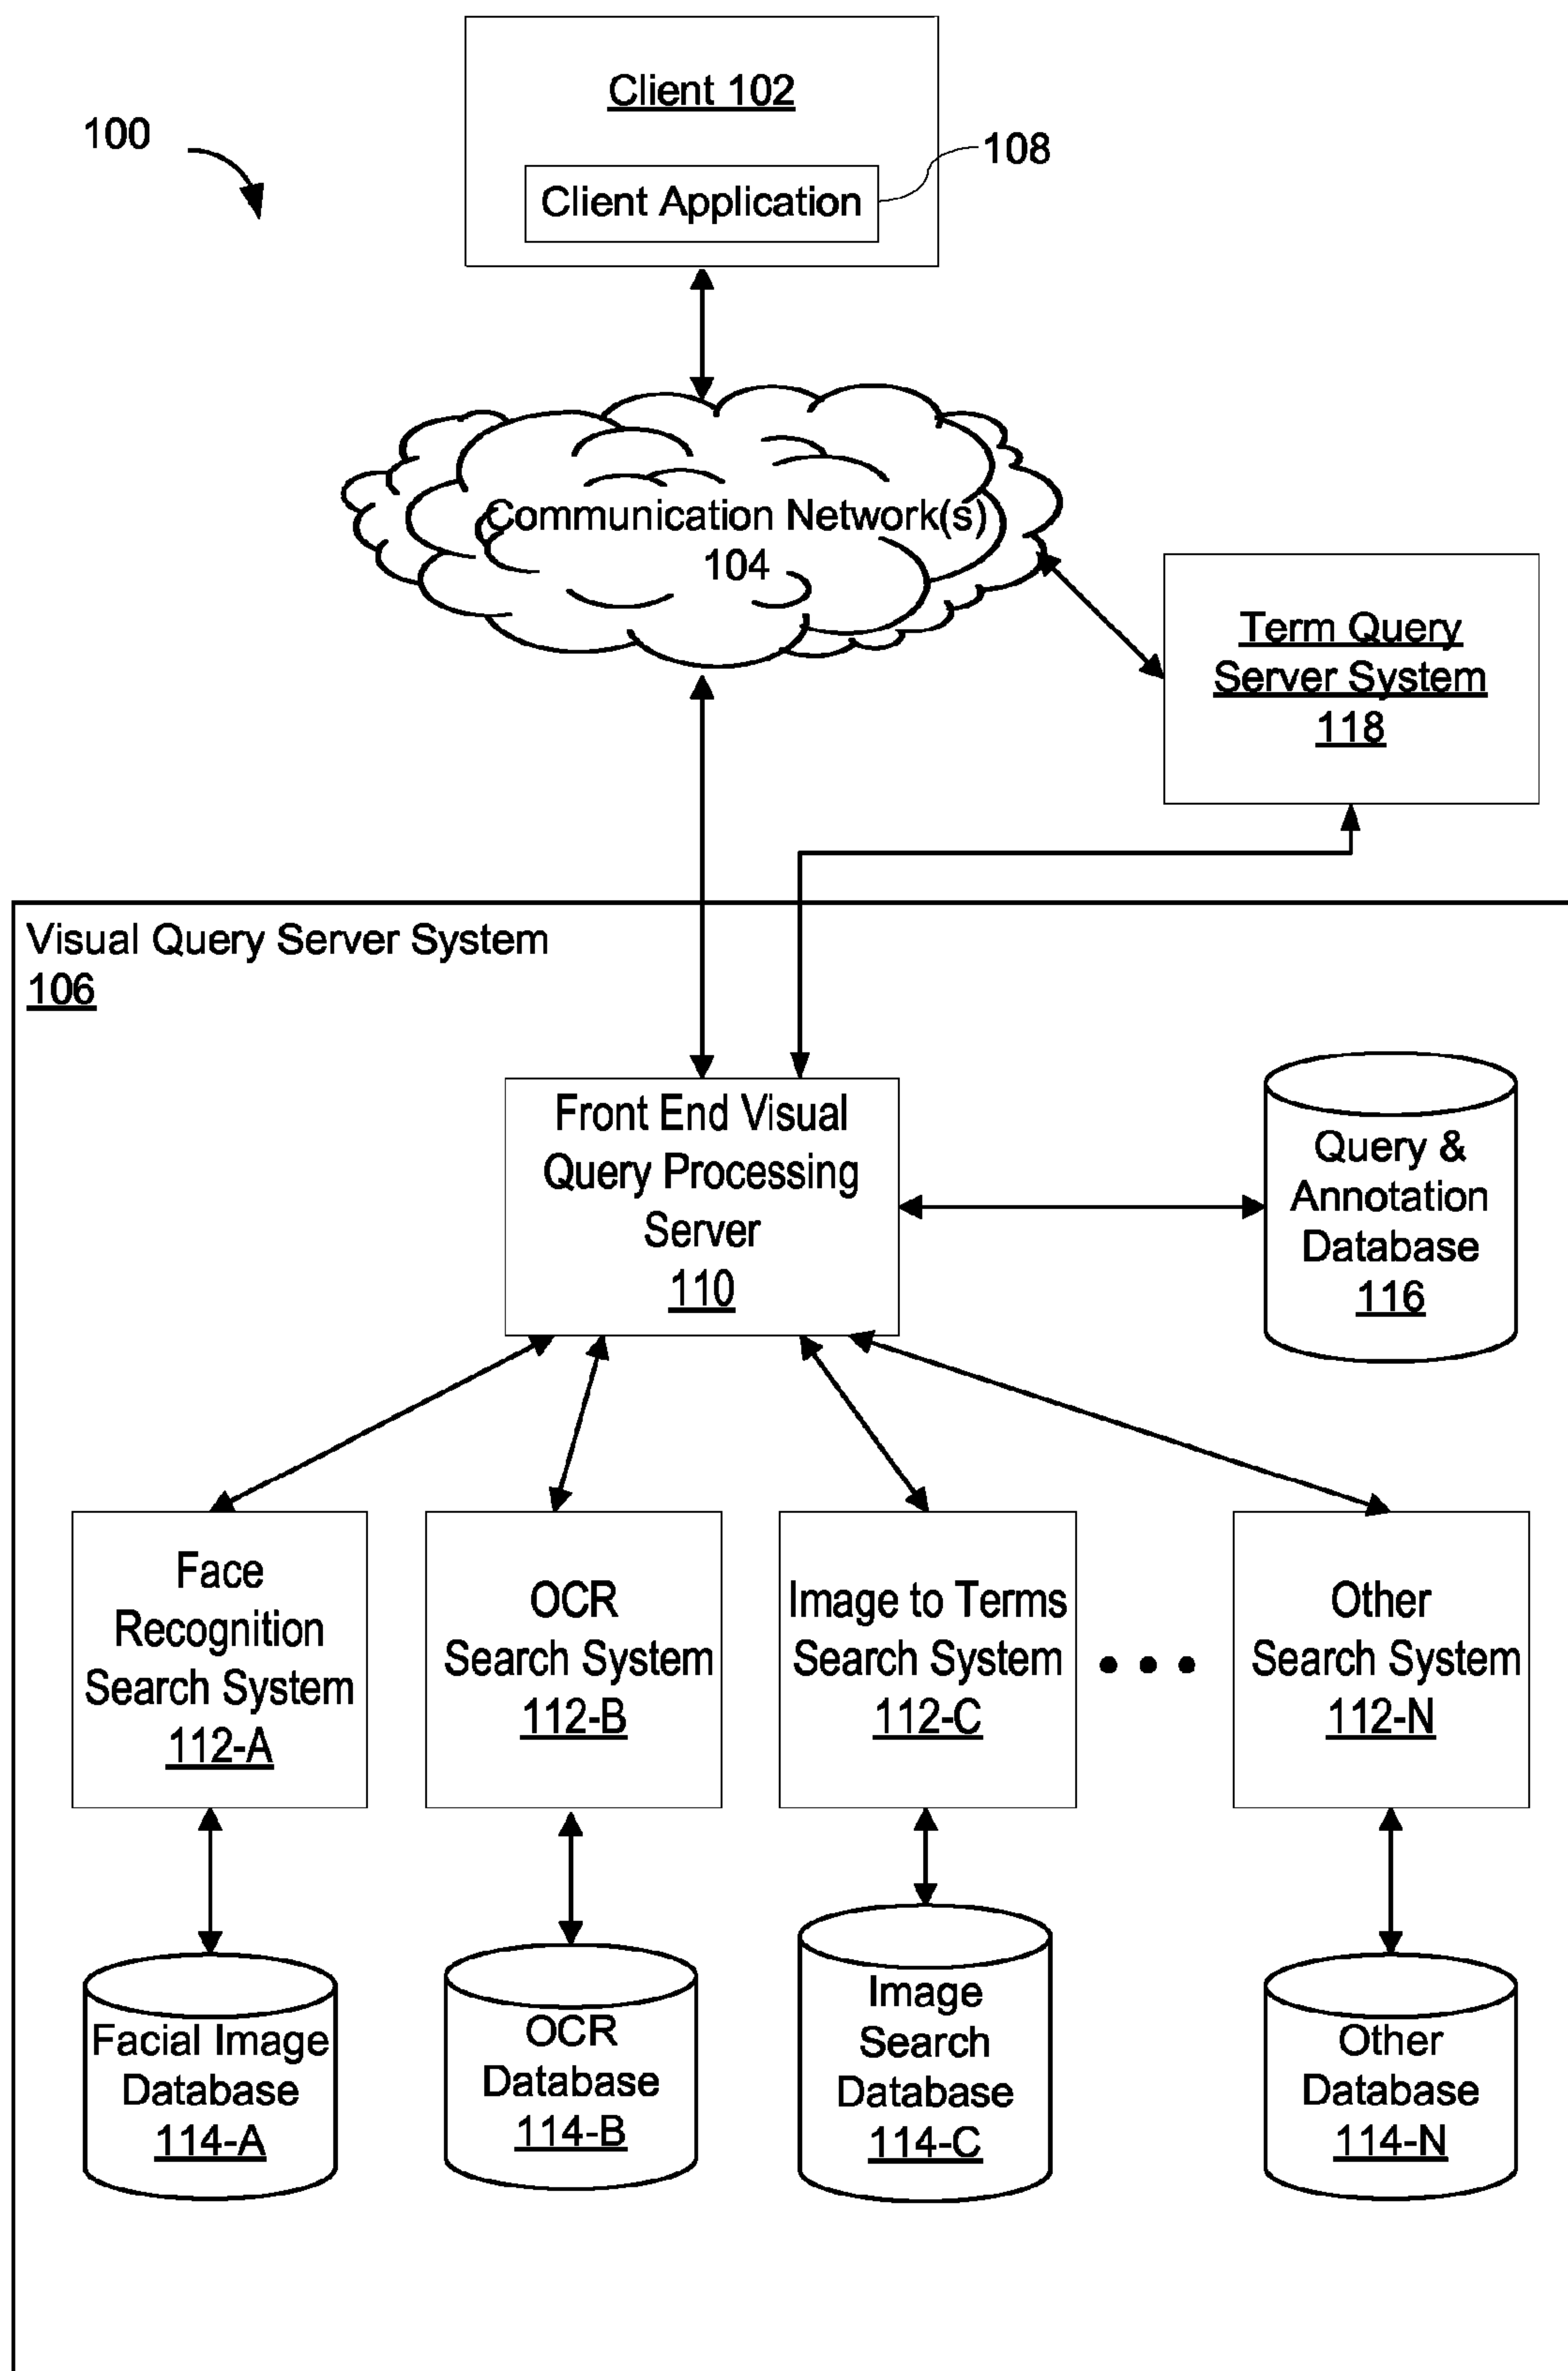 Client 102
100
108
Client Application
Communication Network(s)
104
Term Query
Server System
118
Visual Query Server System
106
Front End Visual
Query Processing
Server
110
Query &
Annotation
Database
116
Face
Recognition
Search System
112-A
OCR
Search System
112-B
Image to Terms
Search System
112-C
Other
Search System
112-N
Facial Image
Database
114-A
OCR
Database
114-B
Image
Search
Database
114-C
Other
Database
114-N